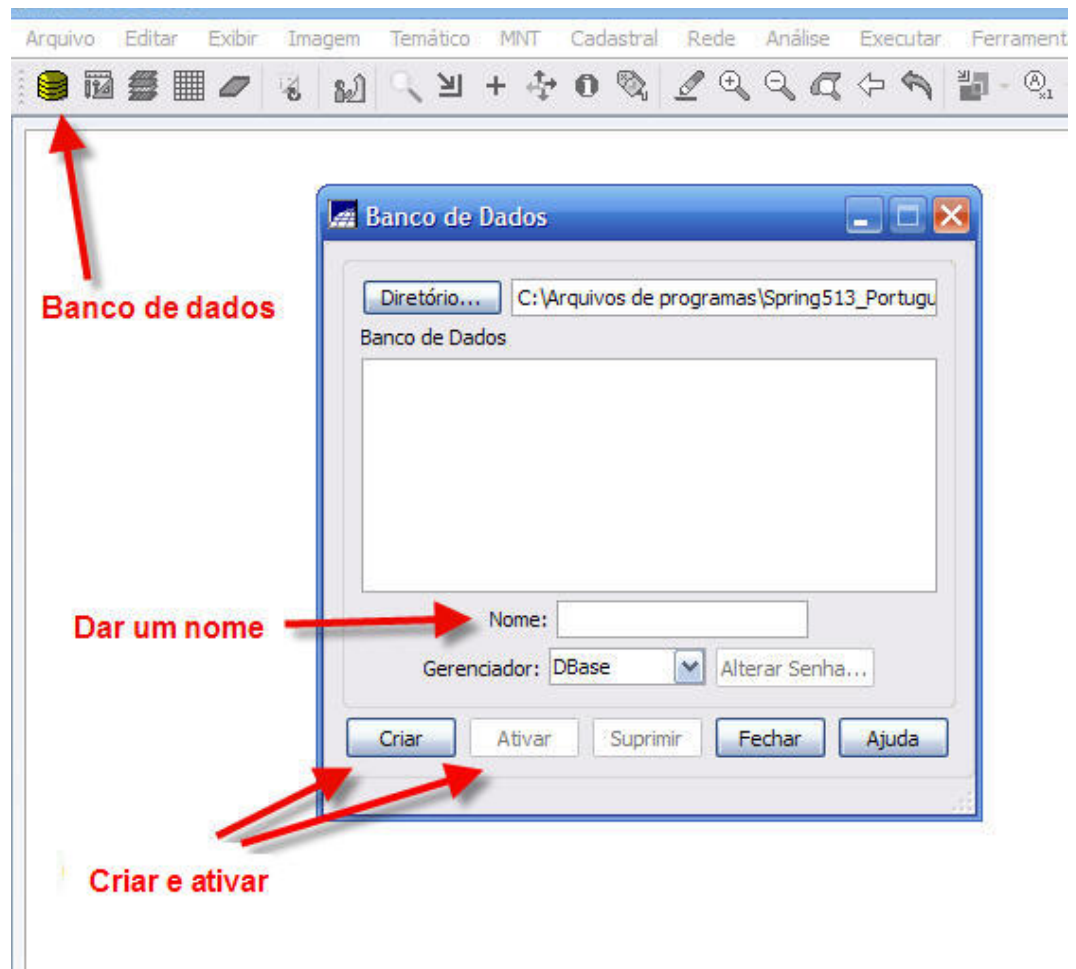 Arquivo Editar Exibir Imagem Temático MNT Cadastral Rede Análise Executar Ferrament
Banco de Dados
Diretório... C:\Arquivos de programas\Spring513_Portugu
Banco de dados
Banco de Dados
Dar um nome
Nome:
Gerenciador: DBase Alterar Senha...
Criar Ativar Suprimir Fechar Ajuda
Criar e ativar